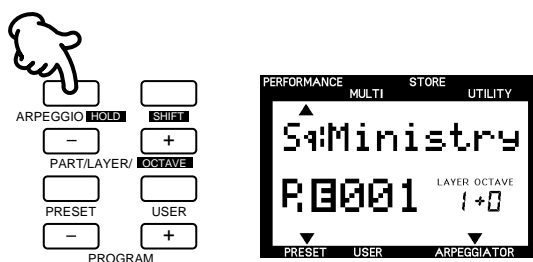 ARPEGGIO HOLD SHIFT
− +
PART/LAYER/ OCTAVE
PRESET USER
− +
PROGRAM
PERFORMANCE STORE
MULTI UTILITY
Sq:Ministry
LAYER OCTAVE
P.E001 1 +0
PRESET USER ARPEGGIATOR